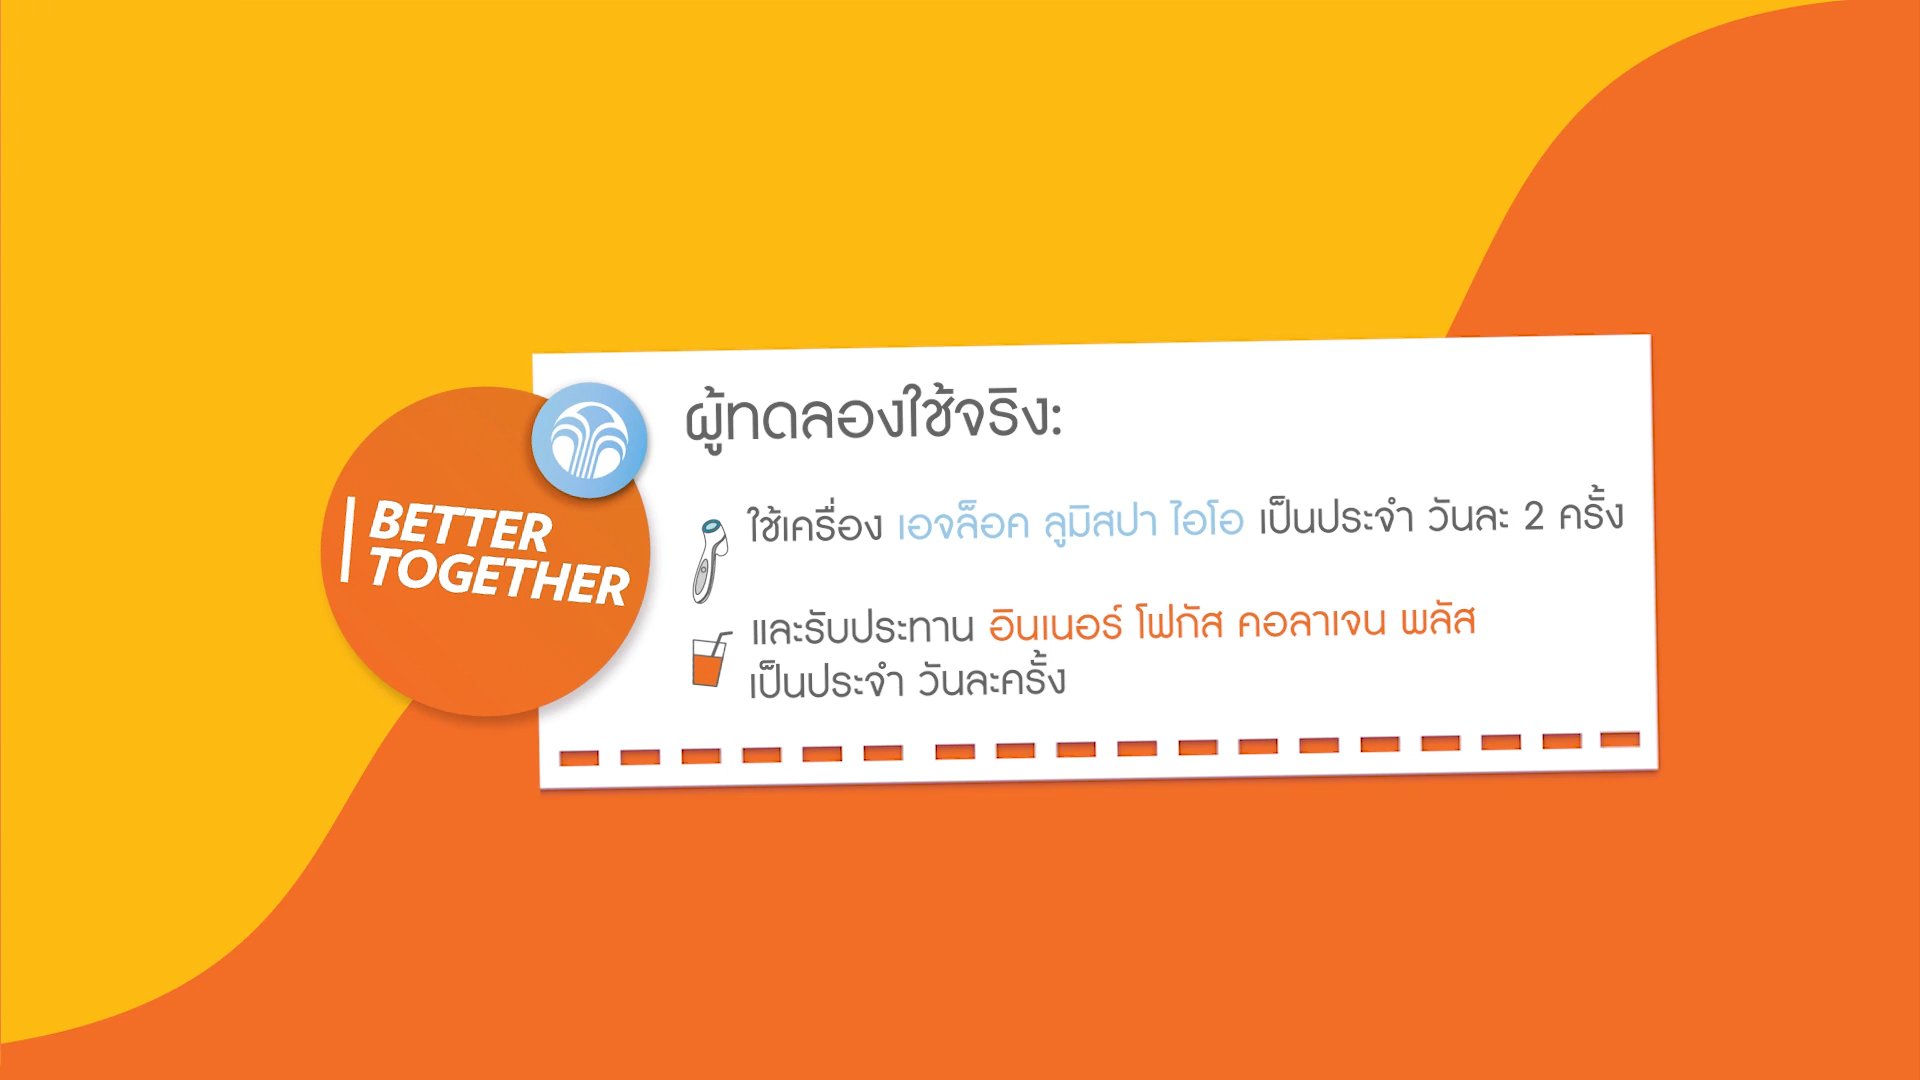 BETTER
TOGETHER
ผู้ทดลองใช้จริง:
ใช้เครื่อง เอจล็อค ลูมิสปา ไอโอ เป็นประจำ วันละ 2 ครั้ง
และรับประทาน อินเนอร์ โฟกัส คอลาเจน พลัส
เป็นประจำ วันละครั้ง